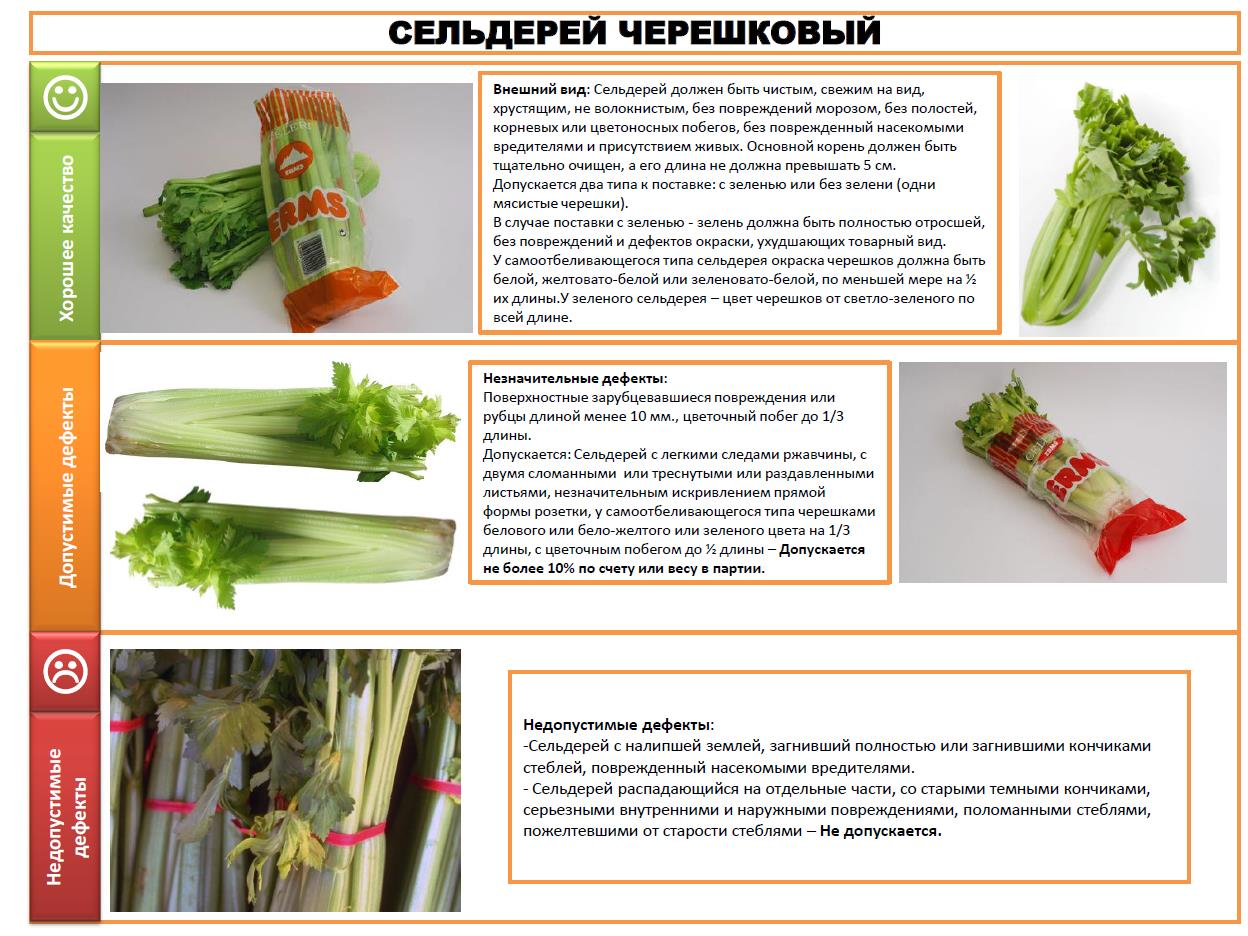 СЕЛЬДЕРЕЙ ЧЕРЕШКОВЫЙ
Хорошее качество
Внешний вид: Сельдерей должен быть чистым, свежим на вид,
хрустящим, не волокнистым, без повреждений морозом, без полостей,
корневых или цветоносных побегов, без поврежденный насекомыми
вредителями и присутствием живых. Основной корень должен быть
тщательно очищен, а его длина не должна превышать 5 см.
Допускается два типа к поставке: с зеленью или без зелени (одни
мясистые черешки).
В случае поставки с зеленью - зелень должна быть полностью отросшей,
без повреждений и дефектов окраски, ухудшающих товарный вид.
У самоотбеливающегося типа сельдерея окраска черешков должна быть
белой, желтовато-белой или зеленовато-белой, по меньшей мере на ½
их длины.У зеленого сельдерея – цвет черешков от светло-зеленого по
всей длине.
ERMS
Допустимые дефекты
Незначительные дефекты:
Поверхностные зарубцевавшиеся повреждения или
рубцы длиной менее 10 мм., цветочный побег до 1/3
длины.
Допускается: Сельдерей с легкими следами ржавчины, с
двумя сломанными или треснутыми или раздавленными
листьями, незначительным искривлением прямой
формы розетки, у самоотбеливающегося типа черешками
белового или бело-желтого или зеленого цвета на 1/3
длины, с цветочным побегом до ½ длины – Допускается
не более 10% по счету или весу в партии.
Недопустимые
дефекты
Недопустимые дефекты:
-Сельдерей с налипшей землей, загнивший полностью или загнившими кончиками
стеблей, поврежденный насекомыми вредителями.
- Сельдерей распадающийся на отдельные части, со старыми темными кончиками,
серьезными внутренними и наружными повреждениями, поломанными стеблями,
пожелтевшими от старости стеблями – Не допускается.